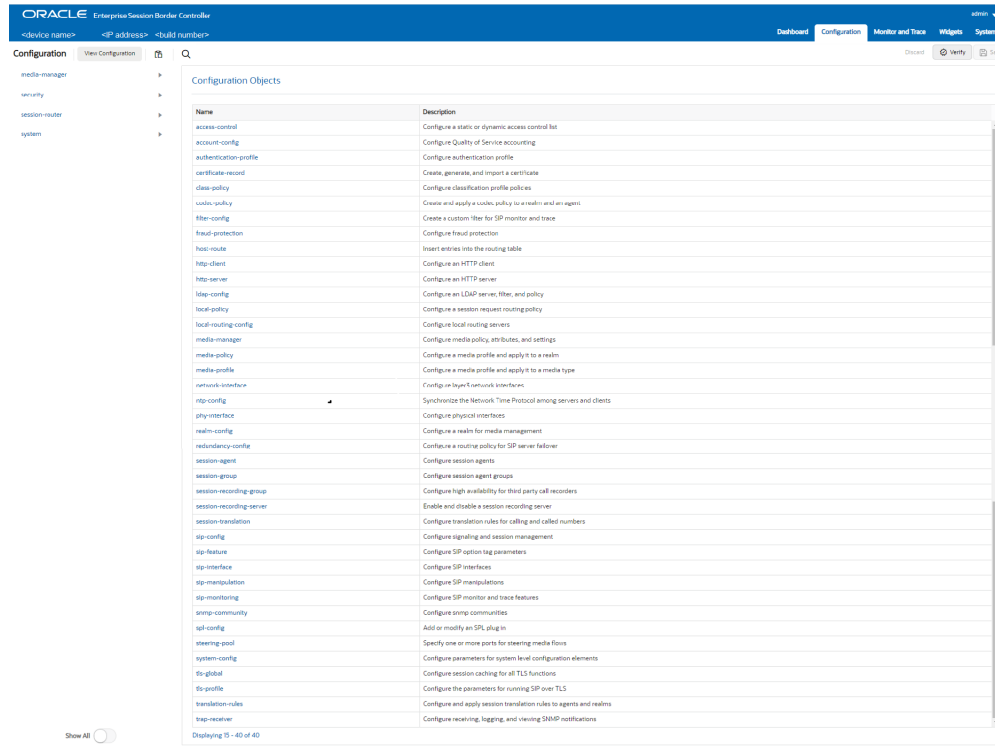 ORACLE Enterprise Session Border Controller
admin
<device name> <IP address> <build number>
Dashboard Configuration Monitor and Trace Widgets System
Configuration View Configuration
Discard Verify
media-manager
security
session-router
system
Configuration Objects
Name Description
access-control Configure a static or dynamic access control list
account-config Configure Quality of Service accounting
authentication-profile Configure authentication profile
certificate-record Create, generate, and import a certificate
class-policy Configure classification profile policies
codec-policy Create and apply a codec policy to a realm and an agent
filter-config Create a custom filter for SIP monitor and trace
fraud-protection Configure fraud protection
host-route Insert entries into the routing table
http-client Configure an HTTP client
http-server Configure an HTTP server
ldap-config Configure an LDAP server, filter, and policy
local-policy Configure a session request routing policy
local-routing-config Configure local routing servers
media-manager Configure media policy, attributes, and settings
media-policy Configure a media profile and apply it to a realm
media-profile Configure a media profile and apply it to a media type
network-interface Configure layer3 network interfaces
ntp-config Synchronize the Network Time Protocol among servers and clients
phy-interface Configure physical interfaces
realm-config Configure a realm for media management
redundancy-config Configure a routing policy for SIP server failover
session-agent Configure session agents
session-group Configure session agent groups
session-recording-group Configure high availability for third party call recorders
session-recording-server Enable and disable a session recording server
session-translation Configure translation rules for calling and called numbers
sip-config Configure signaling and session management
sip-feature Configure SIP option tag parameters
sip-interface Configure SIP interfaces
sip-manipulation Configure SIP manipulations
sip-monitoring Configure SIP monitor and trace features
snmp-community Configure snmp communities
spl-config Add or modify an SPL plug in
steering-pool Specify one or more ports for steering media flows
system-config Configure parameters for system level configuration elements
tls-global Configure session caching for all TLS functions
tls-profile Configure the parameters for running SIP over TLS
translation-rules Configure and apply session translation rules to agents and realms
trap-receiver Configure receiving, logging, and viewing SNMP notifications
Show All
Displaying 15 - 40 of 40